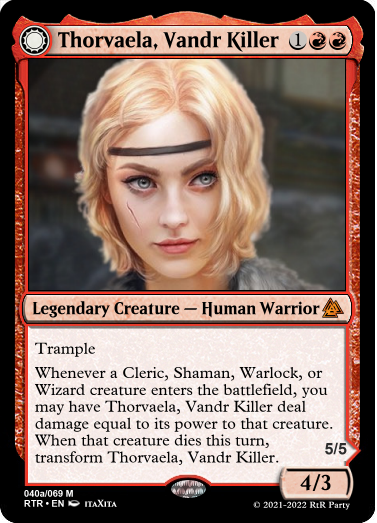 Thorvaela, Vandr Killer 1
Legendary Creature — Human Warrior
Trample
Whenever a Cleric, Shaman, Warlock, or
Wizard creature enters the battlefield, you
may have Thorvaela, Vandr Killer deal
damage equal to its power to that creature.
When that creature dies this turn,
transform Thorvaela, Vandr Killer.
5/5
4/3
040a/069 M
RTR • EN ITAXITA
© 2021-2022 RtR Party